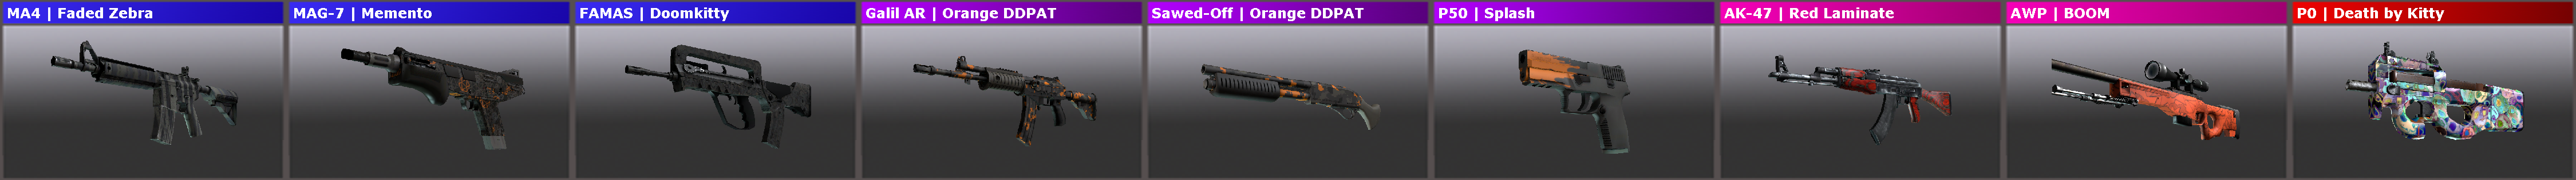 MA4 | Faded Zebra
MAG-7 | Memento
FAMAS | Doomkitty
Galil AR | Orange DDPAT
Sawed-Off | Orange DDPAT
P50 | Splash
AK-47 | Red Laminate
AWP | BOOM
P0 | Death by Kitty